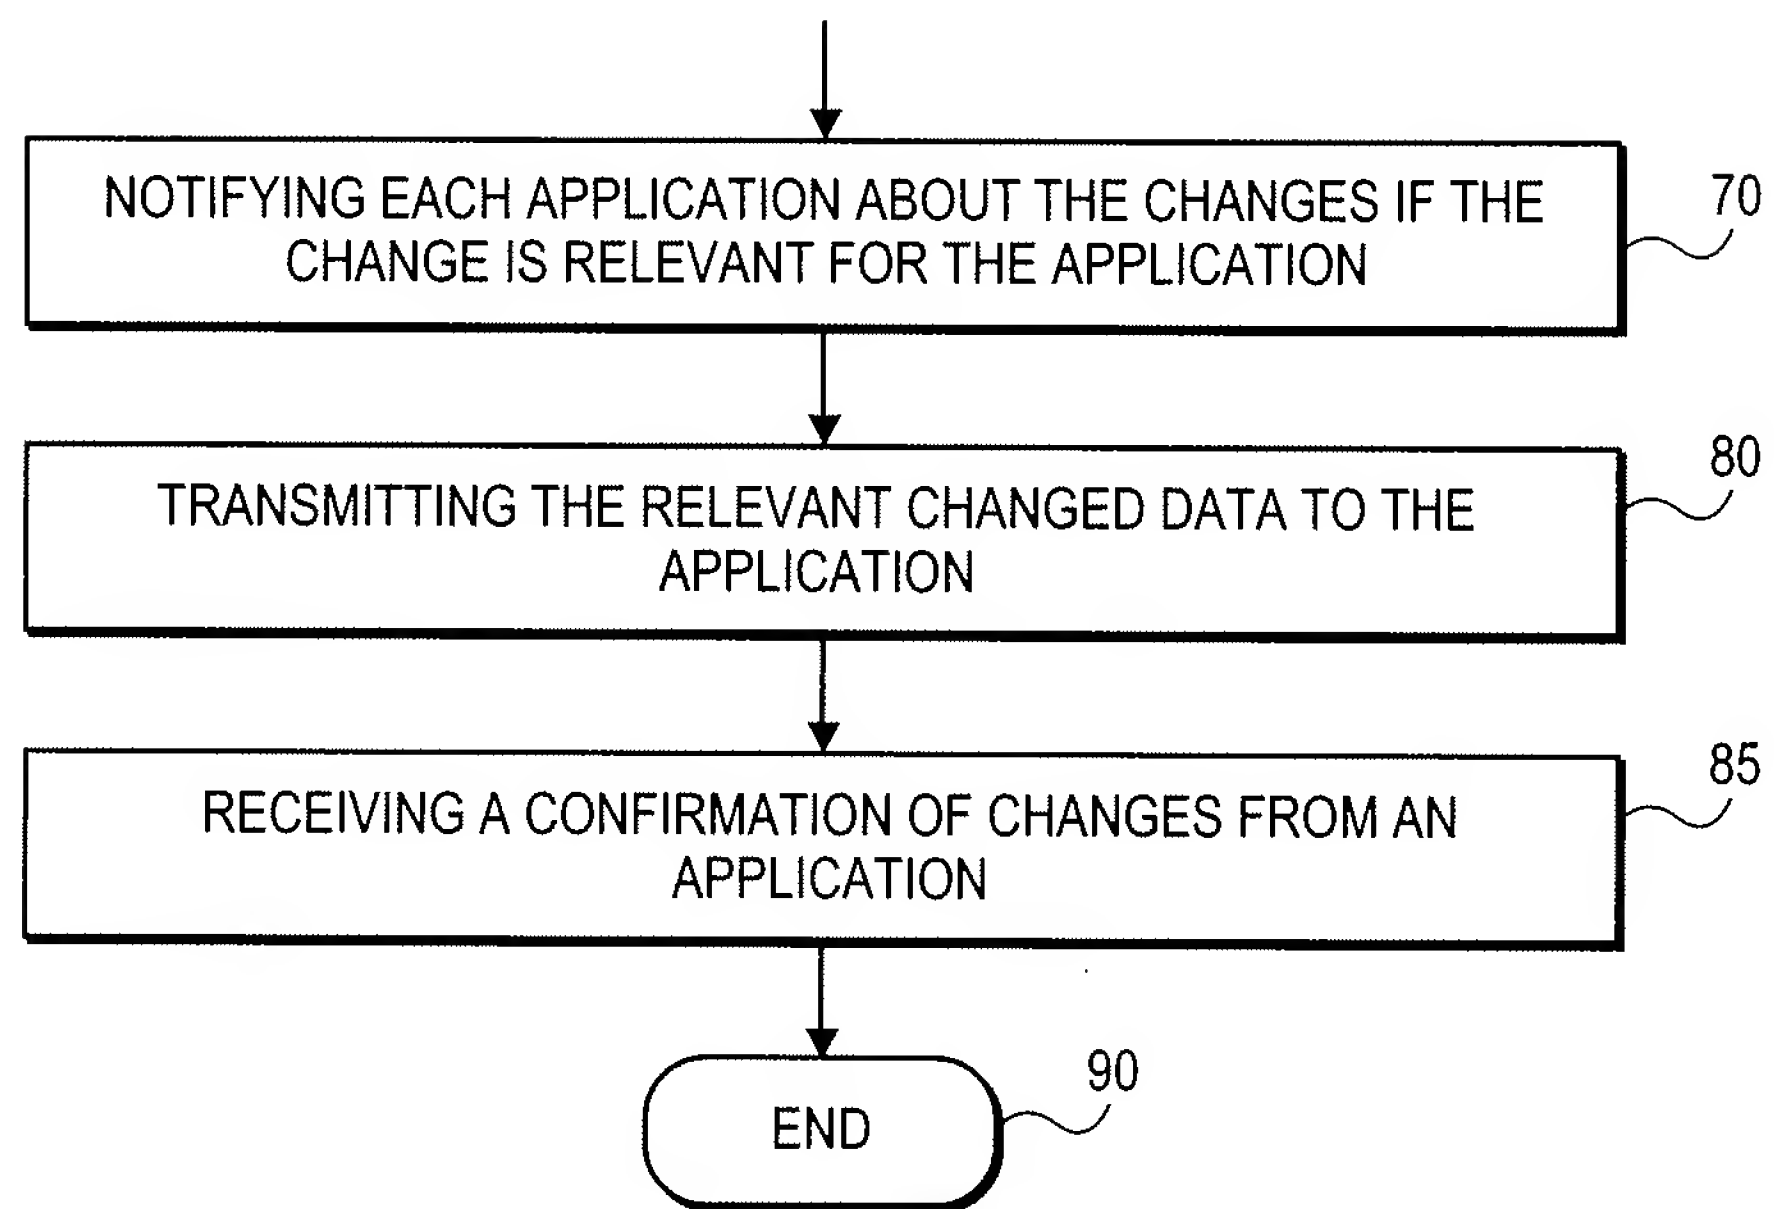 NOTIFYING EACH APPLICATION ABOUT THE CHANGES IF THE
CHANGE IS RELEVANT FOR THE APPLICATION
70
TRANSMITTING THE RELEVANT CHANGED DATA TO THE
APPLICATION
80
RECEIVING A CONFIRMATION OF CHANGES FROM AN
APPLICATION
85
END
90